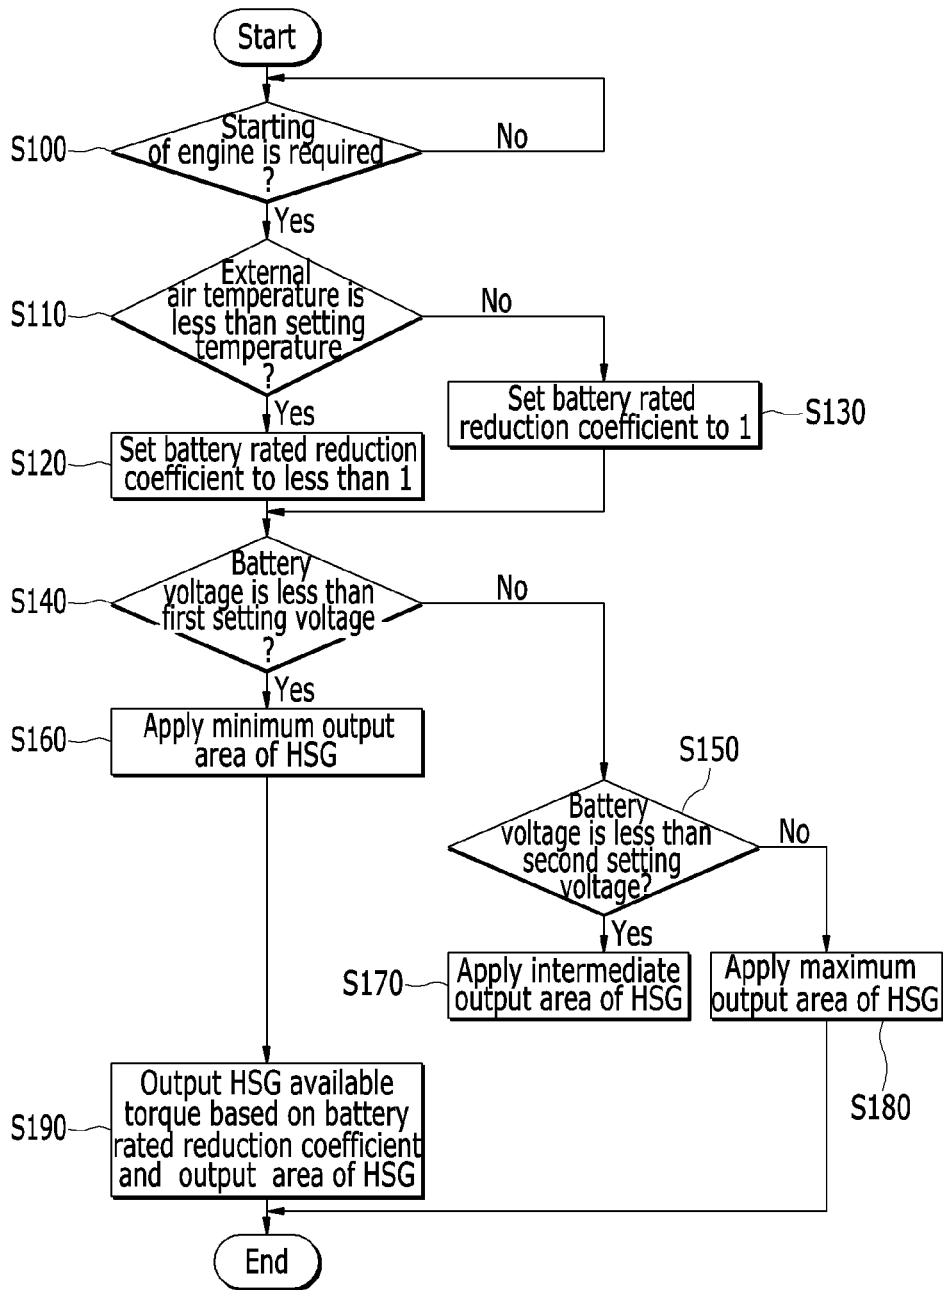 Start
Starting
of engine is required
?
S100
No
Yes
External
air temperature is
less than setting
temperature
?
S110
No
Yes
Set battery rated
reduction coefficient to 1
S130
Set battery rated reduction
coefficient to less than 1
S120
Battery
voltage is less than
first setting voltage
?
S140
No
Yes
Apply minimum output
area of HSG
S160
S150
Battery
voltage is less than
second setting
voltage?
No
Yes
Apply intermediate
output area of HSG
S170
Apply maximum
output area of HSG
S180
Output HSG available
torque based on battery
rated reduction coefficient
and output area of HSG
S190
End